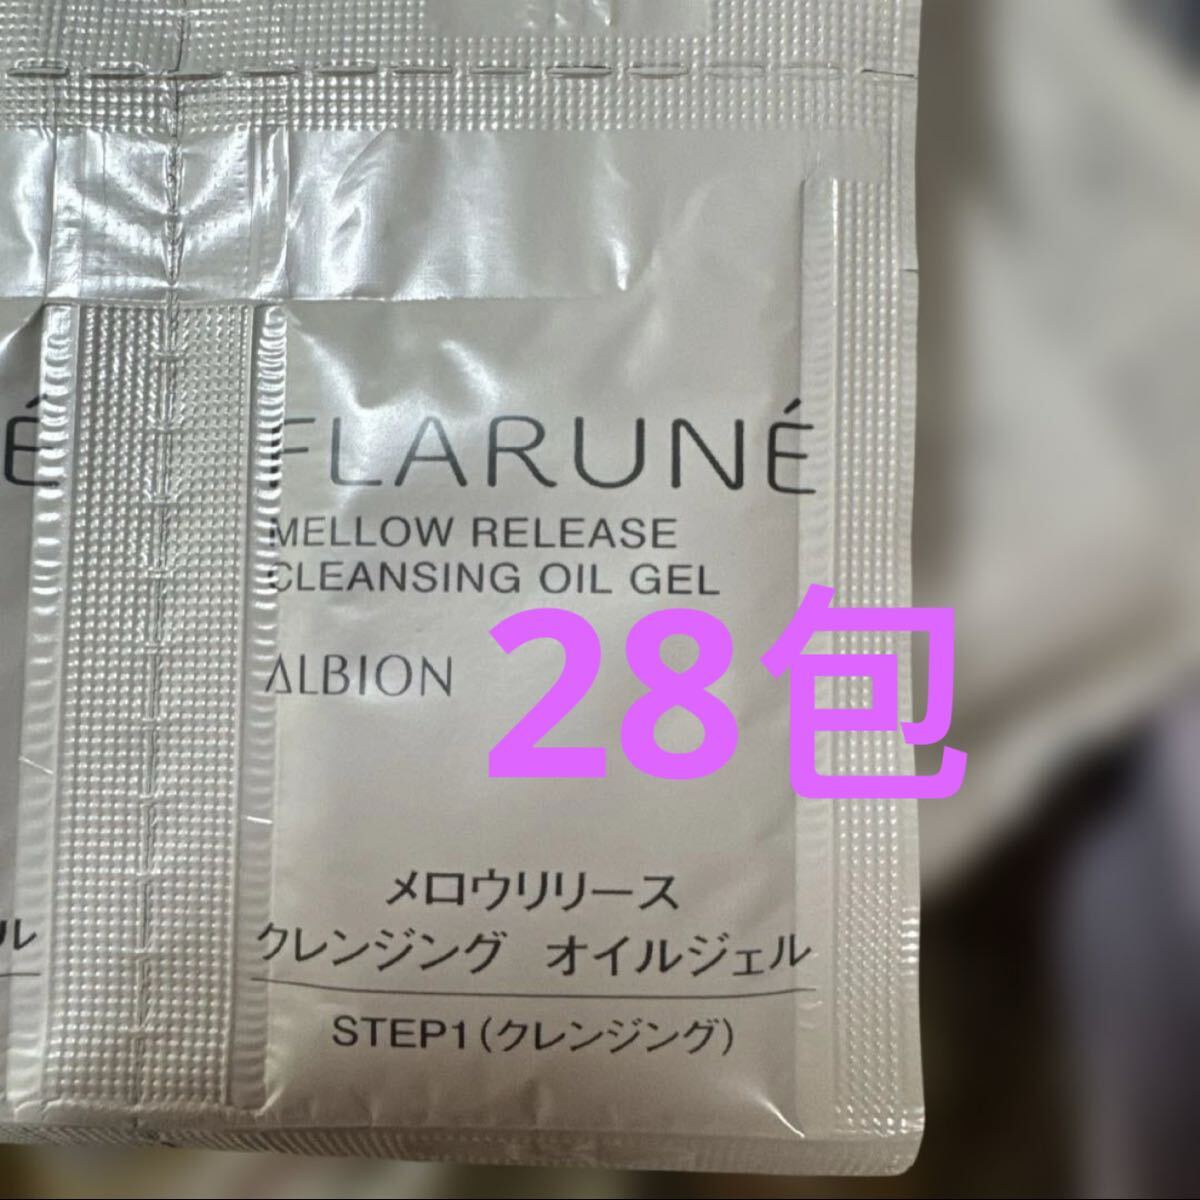 É
FLARUNÉ
MELLOW RELEASE
CLEANSING OIL GEL
28包
ALBION
メロウリリース
ル
クレンジング オイルジェル
STEP1(クレンジング)